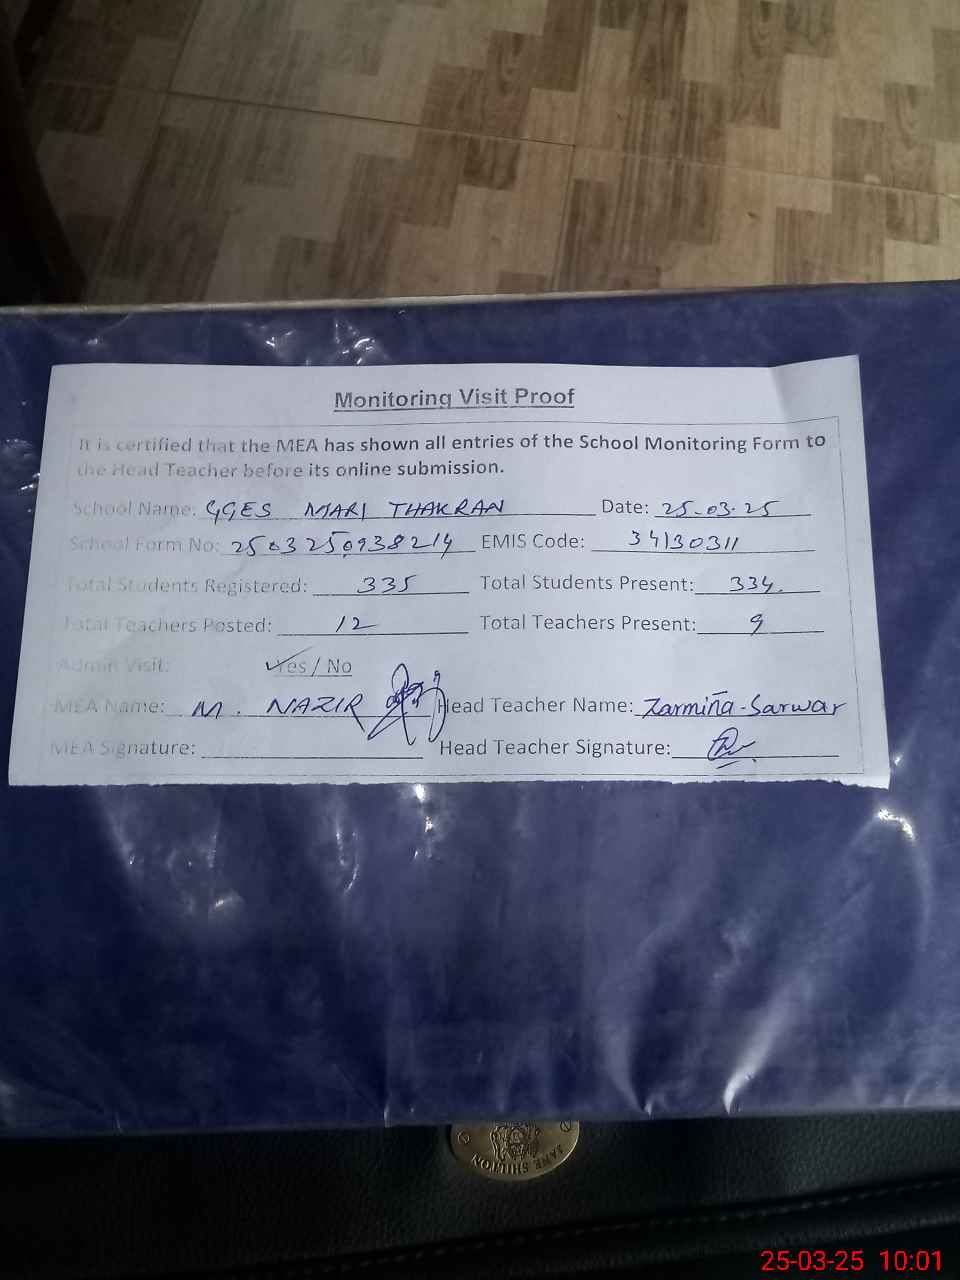 Monitoring Visit Proof
It is certified that the MEA has shown all entries of the School Monitoring Form to
the Head Teacher before its online submission.
School Name: GGES MARI THAKRAN Date: 25-03-25
School Form No: 2503250938214 EMIS Code: 34130311
Total Students Registered: 335 Total Students Present: 334.
Total Teachers Posted: 12 Total Teachers Present: 9
Admin Visit: Yes / No
MEA Name: M. NAZIR Head Teacher Name: Zarmina-Sarwar
MEA Signature: Head Teacher Signature:
JANE SHILTON
25-03-25 10:01